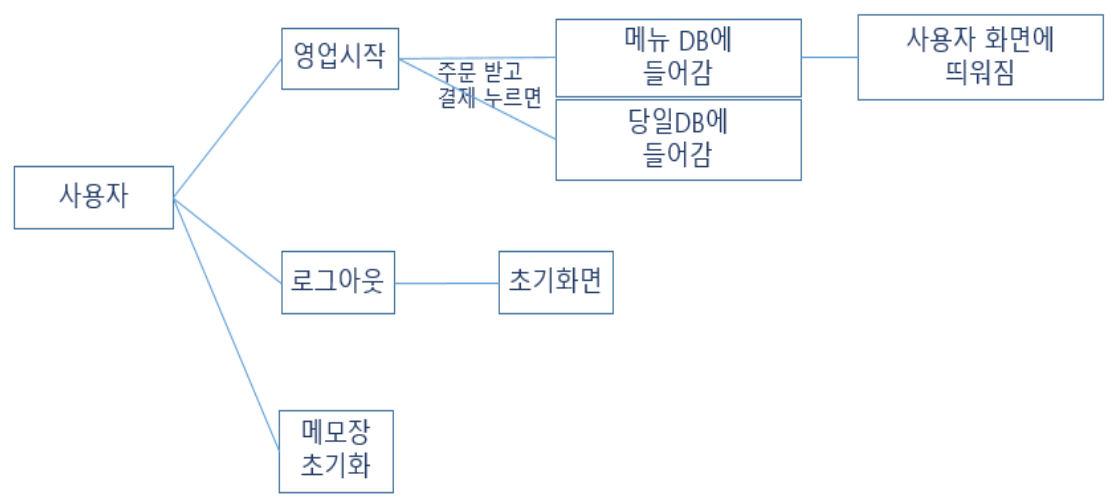 영업시작
주문 받고
결제 누르면
메뉴 DB에
들어감
사용자 화면에
띄워짐
당일DB에
들어감
사용자
로그아웃
초기화면
메모장
초기화